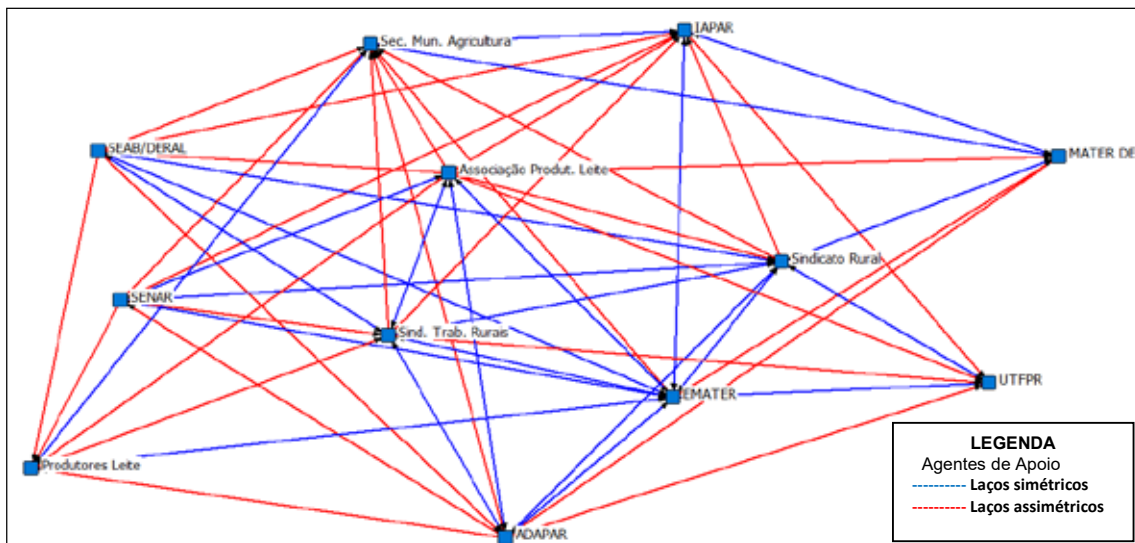 IAPAR
Sec. Mun. Agricultura
SEAB/DERAL
MATER DE
Associação Produt. Leite
Sindicato Rural
SENAR
Sind. Trab. Rurais
UTFPR
EMATER
Produtores Leite
ADAPAR
LEGENDA
Agentes de Apoio
Laços simétricos
Laços assimétricos